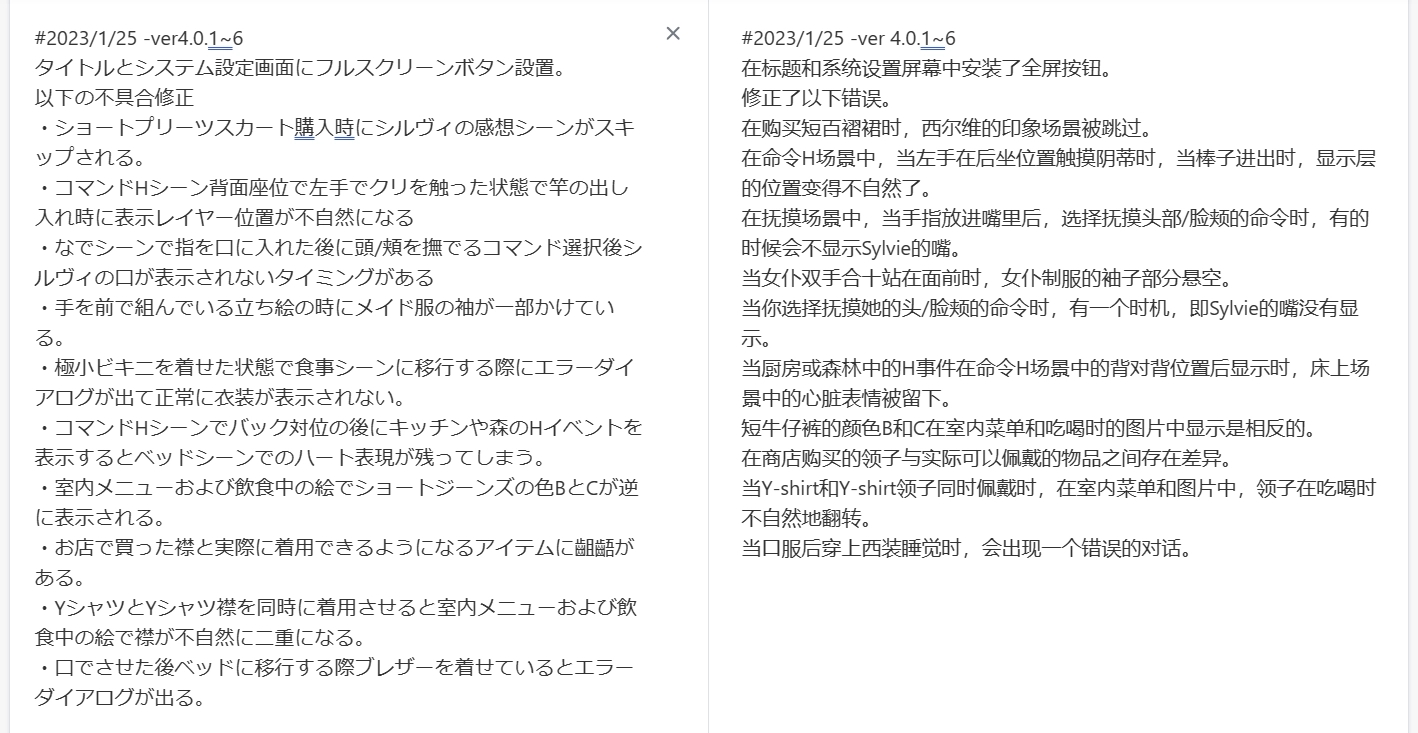 #2023/1/25 -ver4.0.1~6
タイトルとシステム設定画面にフルスクリーンボタン設置。
以下の不具合修正
・ショートプリーツスカート購入時にシルヴィの感想シーンがスキ
ップされる。
・コマンドHシーン背面座位で左手でクリを触った状態で竿の出し
入れ時に表示レイヤー位置が不自然になる
・なでシーンで指を口に入れた後に頭/頬を撫でるコマンド選択後シ
ルヴィの口が表示されないタイミングがある
・手を前で組んでいる立ち絵の時にメイド服の袖が一部かけてい
る。
・極小ビキニを着せた状態で食事シーンに移行する際にエラーダイ
アログが出て正常に衣装が表示されない。
・コマンドHシーンでバック対位の後にキッチンや森のHイベントを
表示するとベッドシーンでのハート表現が残ってしまう。
・室内メニューおよび飲食中の絵でショートジーンズの色BとCが逆
に表示される。
・お店で買った襟と実際に着用できるようになるアイテムに齟齬が
ある。
・YシャツとYシャツ襟を同時に着用させると室内メニューおよび飲
食中の絵で襟が不自然に二重になる。
・口でさせた後ベッドに移行する際ブレザーを着せているとエラー
ダイアログが出る。
#2023/1/25 -ver 4.0.1~6
在标题和系统设置屏幕中安装了全屏按钮。
修正了以下错误。
在购买短百褶裙时，西尔维的印象场景被跳过。
在命令H场景中，当左手在后坐位置触摸阴蒂时，当棒子进出时，显示层
的位置变得不自然了。
在抚摸场景中，当手指放进嘴里后，选择抚摸头部/脸颊的命令时，有的
时候会不显示Sylvie的嘴。
当女仆双手合十站在面前时，女仆制服的袖子部分悬空。
当你选择抚摸她的头/脸颊的命令时，有一个时机，即Sylvie的嘴没有显
示。
当厨房或森林中的H事件在命令H场景中的背对背位置后显示时，床上场
景中的心脏表情被留下。
短牛仔裤的颜色B和C在室内菜单和吃喝时的图片中显示是相反的。
在商店购买的领子与实际可以佩戴的物品之间存在差异。
当Y-shirt和Y-shirt领子同时佩戴时，在室内菜单和图片中，领子在吃喝时
不自然地翻转。
当口服后穿上西装睡觉时，会出现一个错误的对话。